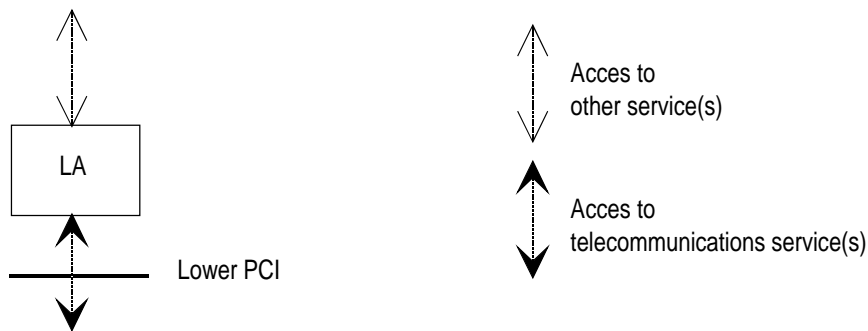 Acces to
other service(s)
LA
Acces to
telecommunications service(s)
Lower PCI